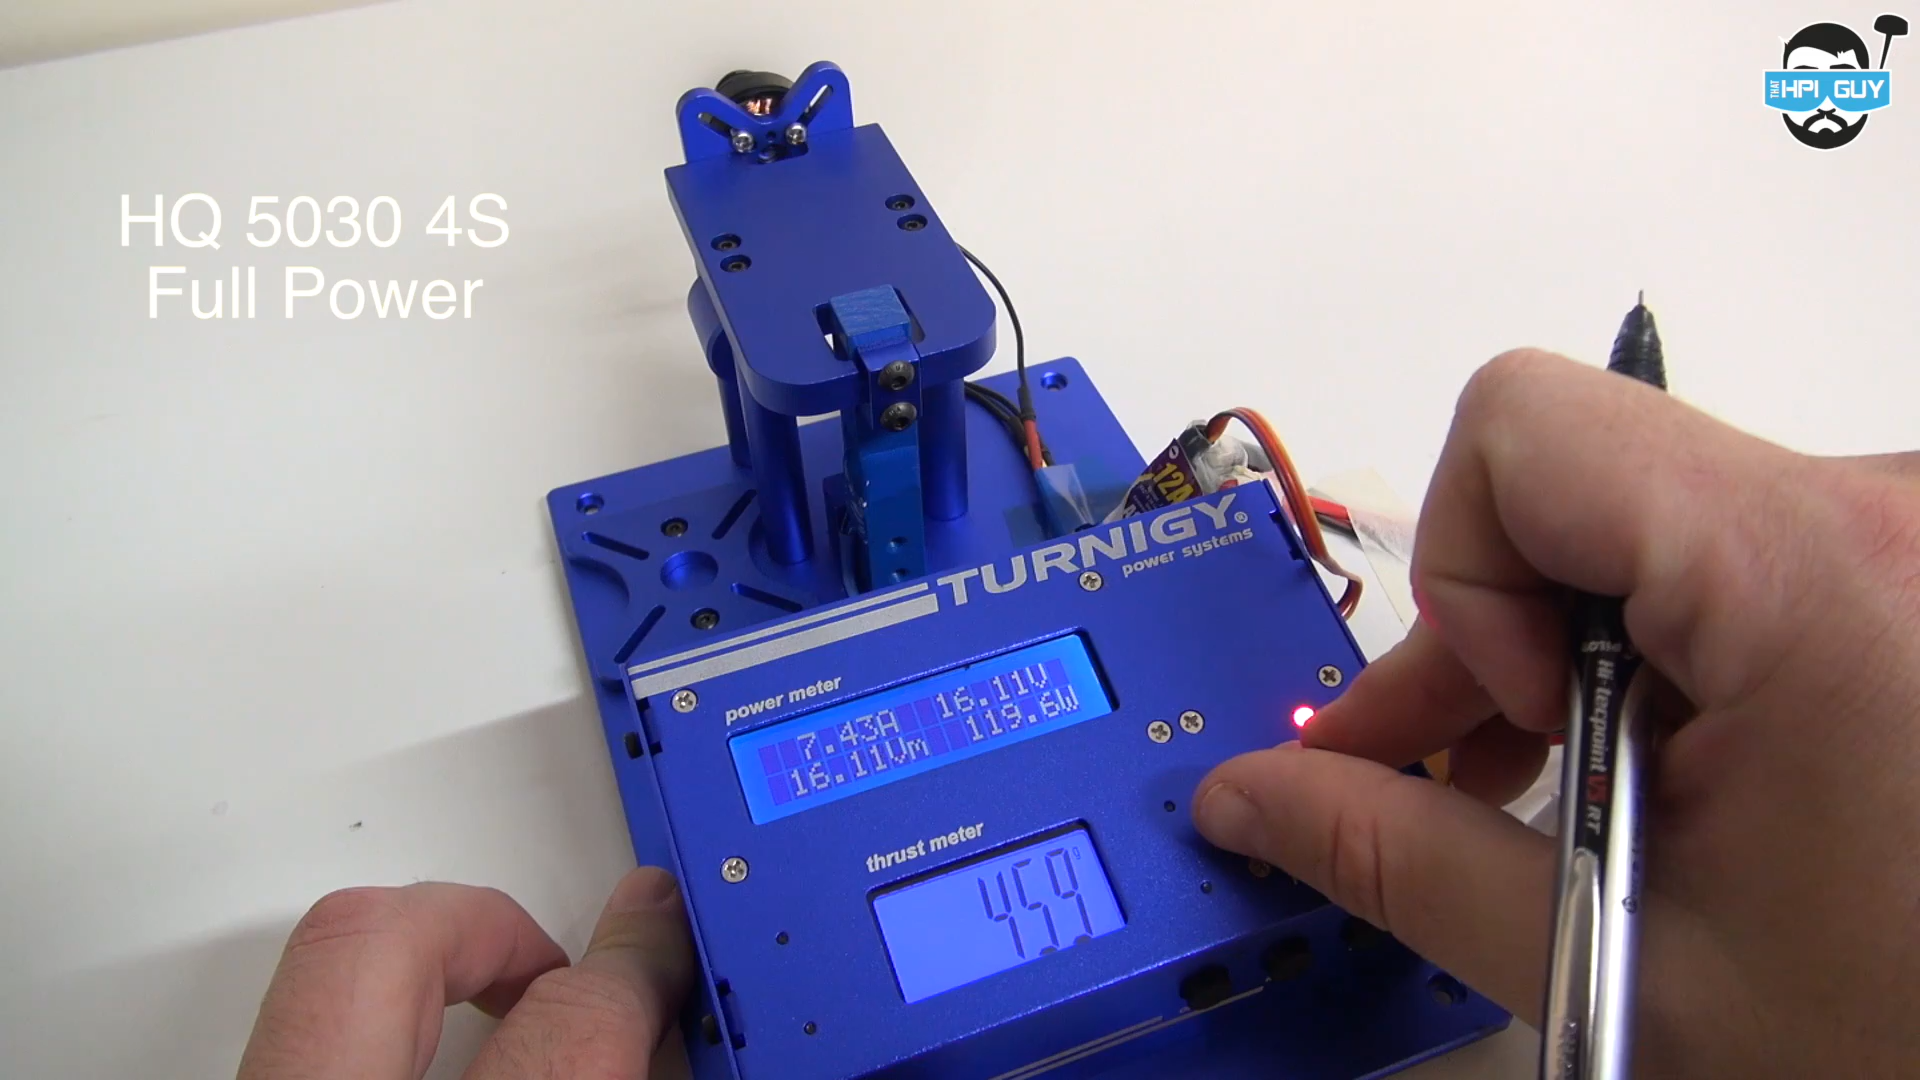 THAT HPI GUY
HQ 5030 4S
Full Power
12A
TURNIGY®
power systems
power meter
7.43A 16.11V
16.11Vm 119.6W
thrust meter
459 g
PILOT
Hi-tecpoint V5 RT